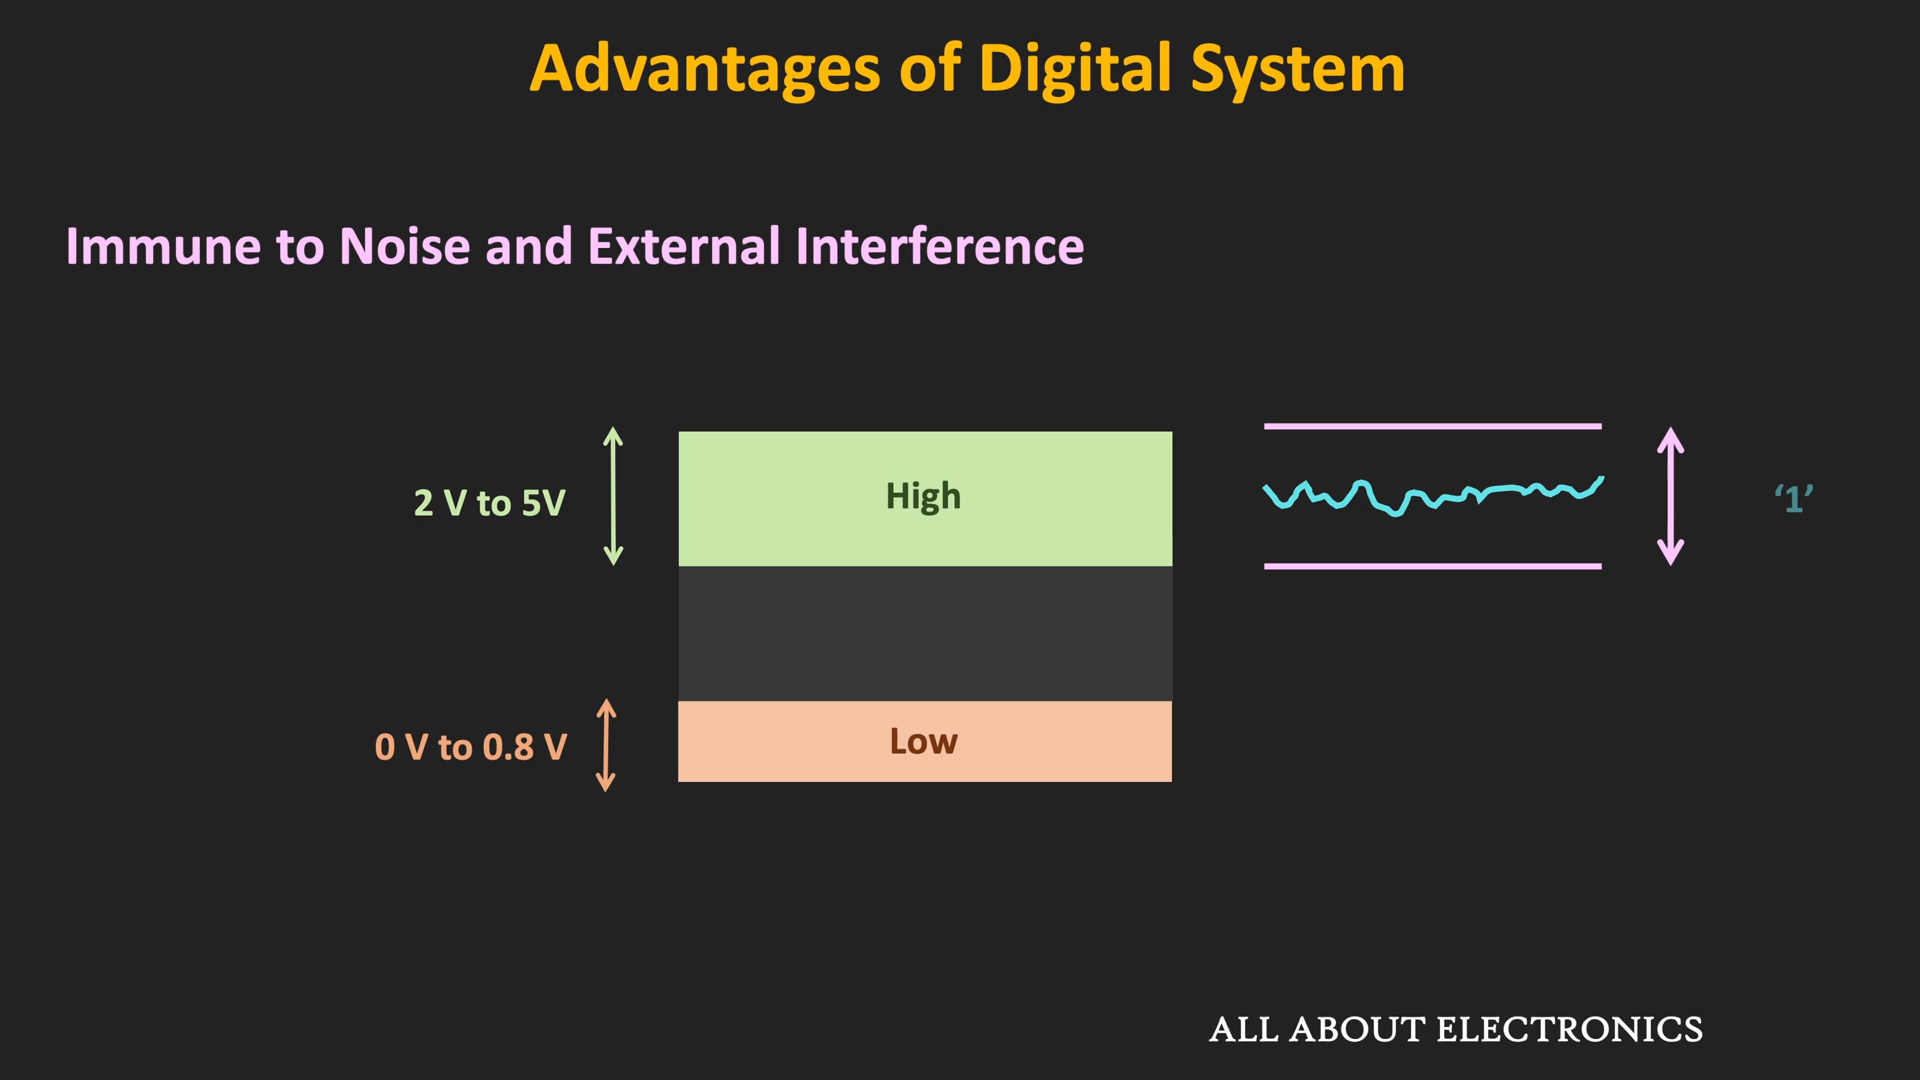 Advantages of Digital System
Immune to Noise and External Interference
2 V to 5V
High
‘1’
0 V to 0.8 V
Low
ALL ABOUT ELECTRONICS